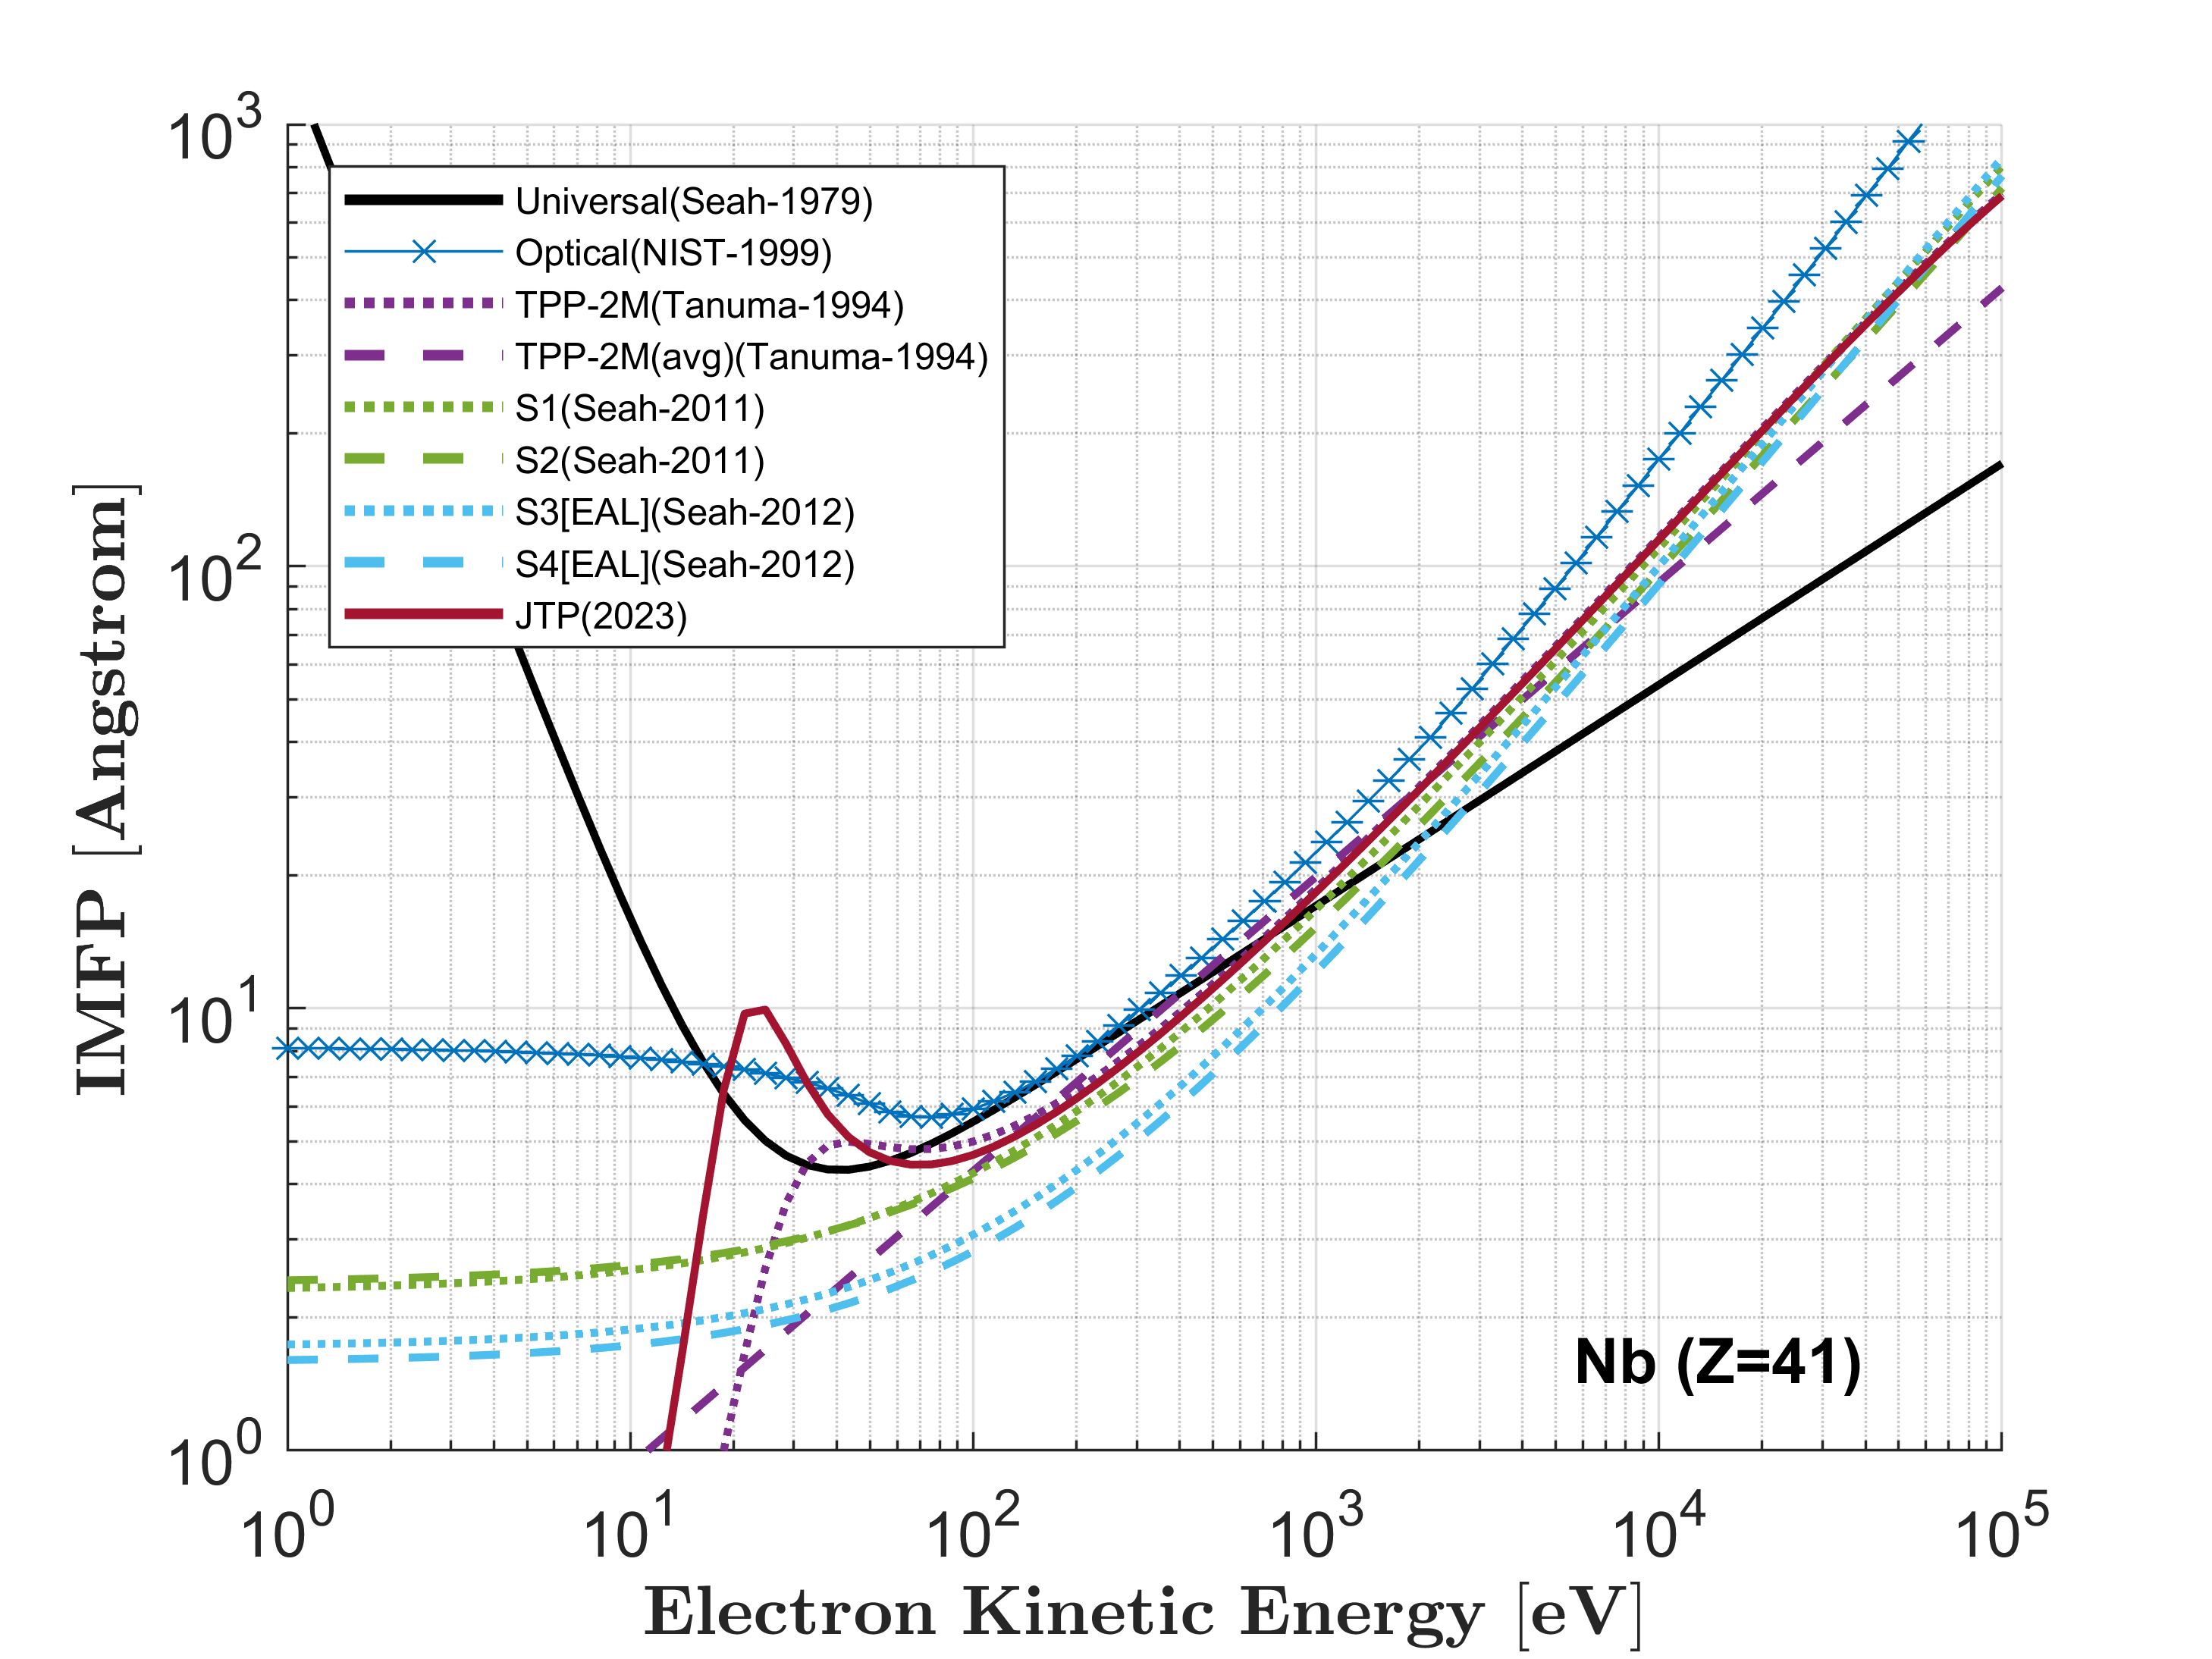 IMFP [Angstrom]
10^3
10^2
10^1
10^0
Universal(Seah-1979)
Optical(NIST-1999)
TPP-2M(Tanuma-1994)
TPP-2M(avg)(Tanuma-1994)
S1(Seah-2011)
S2(Seah-2011)
S3[EAL](Seah-2012)
S4[EAL](Seah-2012)
JTP(2023)
Nb (Z=41)
10^0 10^1 10^2 10^3 10^4 10^5
Electron Kinetic Energy [eV]